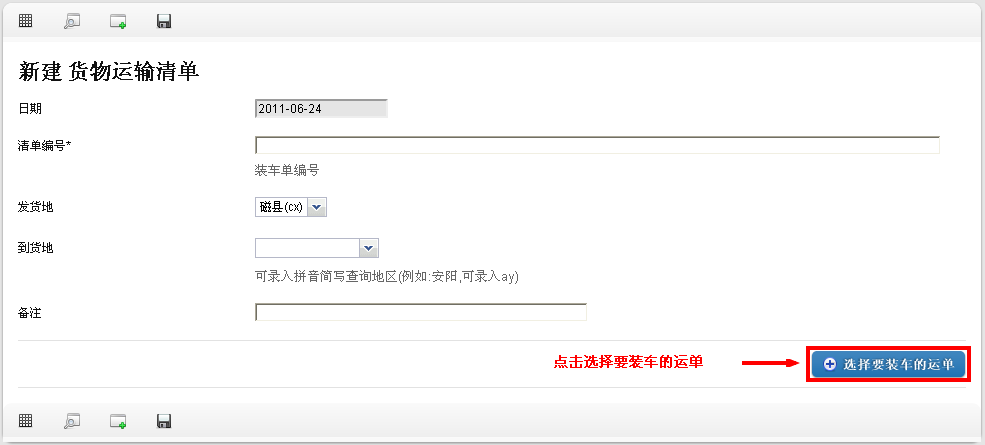 新建 货物运输清单
日期
2011-06-24
清单编号*
装车单编号
发货地
磁县(cx)
到货地
可录入拼音简写查询地区(例如:安阳,可录入ay)
备注
点击选择要装车的运单
选择要装车的运单